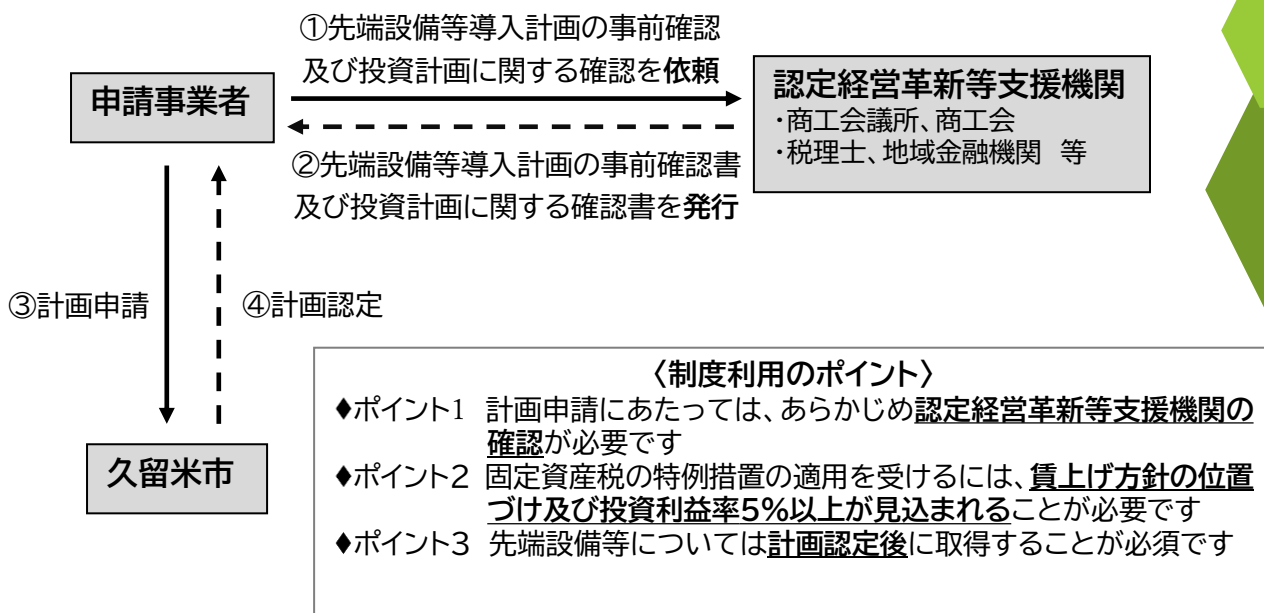 ①先端設備等導入計画の事前確認
及び投資計画に関する確認を依頼
申請事業者
認定経営革新等支援機関
・商工会議所、商工会
・税理士、地域金融機関　等
②先端設備等導入計画の事前確認書
及び投資計画に関する確認書を発行
③計画申請
④計画認定
久留米市
〈制度利用のポイント〉
♦ポイント1　計画申請にあたっては、あらかじめ認定経営革新等支援機関の
確認が必要です
♦ポイント2　固定資産税の特例措置の適用を受けるには、賃上げ方針の位置
づけ及び投資利益率5％以上が見込まれることが必要です
♦ポイント3　先端設備等については計画認定後に取得することが必須です